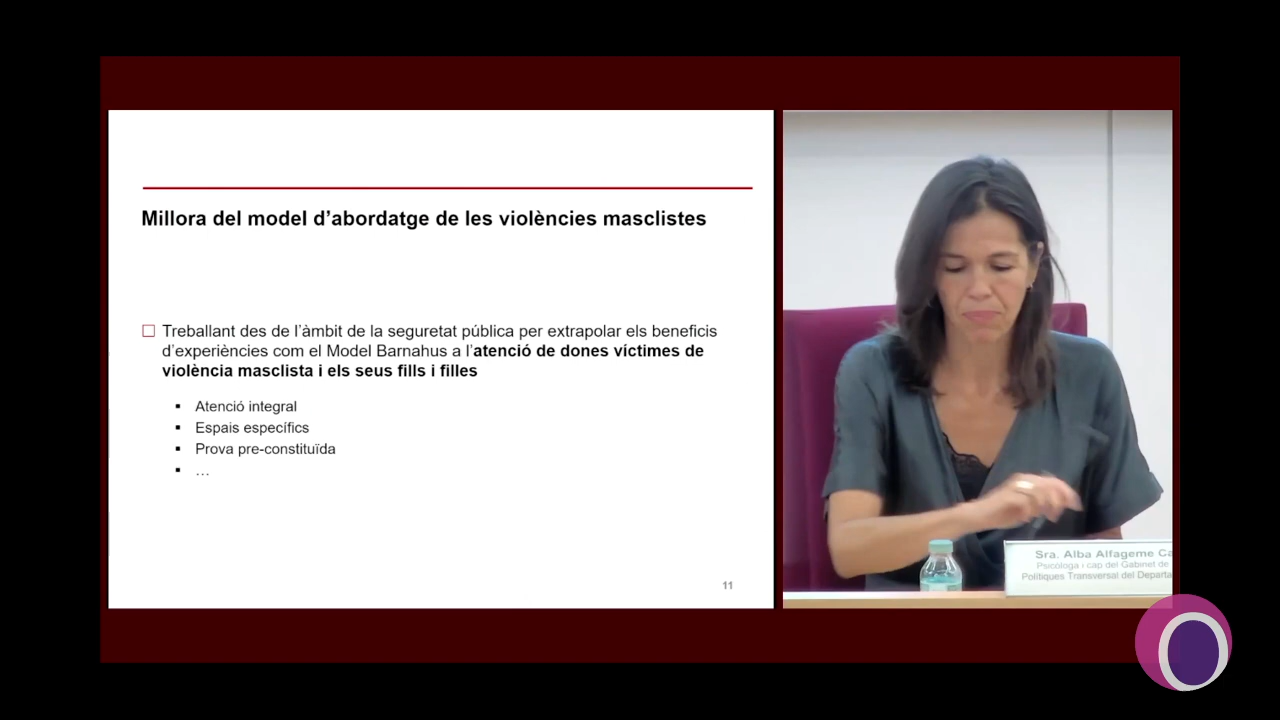 Millora del model d’abordatge de les violències masclistes
Treballant des de l’àmbit de la seguretat pública per extrapolar els beneficis
d’experiències com el Model Barnahus a l’atenció de dones víctimes de
violència masclista i els seus fills i filles
Atenció integral
Espais específics
Prova pre-constituïda
…
11
Sra. Alba Alfageme Ca
Psicòloga i cap del Gabinet de
Polítiques Transversal del Departa